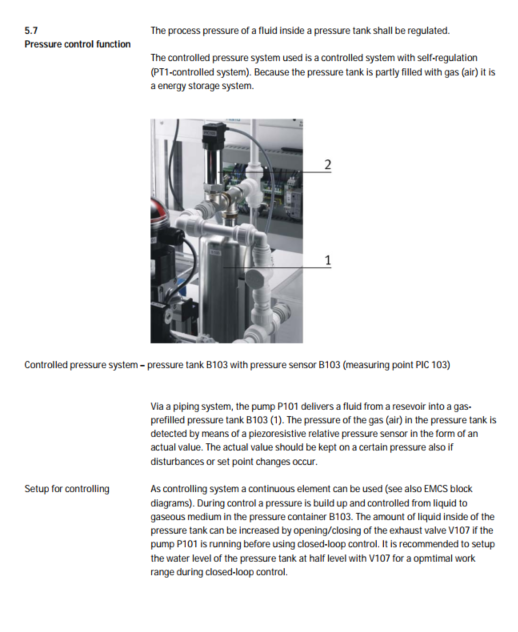 5.7
Pressure control function
The process pressure of a fluid inside a pressure tank shall be regulated.
The controlled pressure system used is a controlled system with self-regulation
(PT1-controlled system). Because the pressure tank is partly filled with gas (air) it is
a energy storage system.
2
1
Controlled pressure system – pressure tank B103 with pressure sensor B103 (measuring point PIC 103)
Via a piping system, the pump P101 delivers a fluid from a resevoir into a gas-
prefilled pressure tank B103 (1). The pressure of the gas (air) in the pressure tank is
detected by means of a piezoresistive relative pressure sensor in the form of an
actual value. The actual value should be kept on a certain pressure also if
disturbances or set point changes occur.
Setup for controlling
As controlling system a continuous element can be used (see also EMCS block
diagrams). During control a pressure is build up and controlled from liquid to
gaseous medium in the pressure container B103. The amount of liquid inside of the
pressure tank can be increased by opening/closing of the exhaust valve V107 if the
pump P101 is running before using closed-loop control. It is recommended to setup
the water level of the pressure tank at half level with V107 for a opmtimal work
range during closed-loop control.